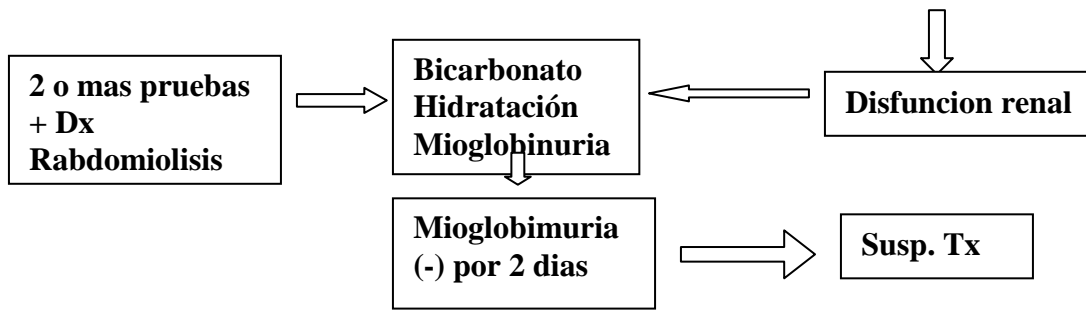 2 o mas pruebas
+ Dx
Rabdomiolisis
Bicarbonato
Hidratación
Mioglobinuria
Disfuncion renal
Mioglobimuria
(-) por 2 dias
Susp. Tx